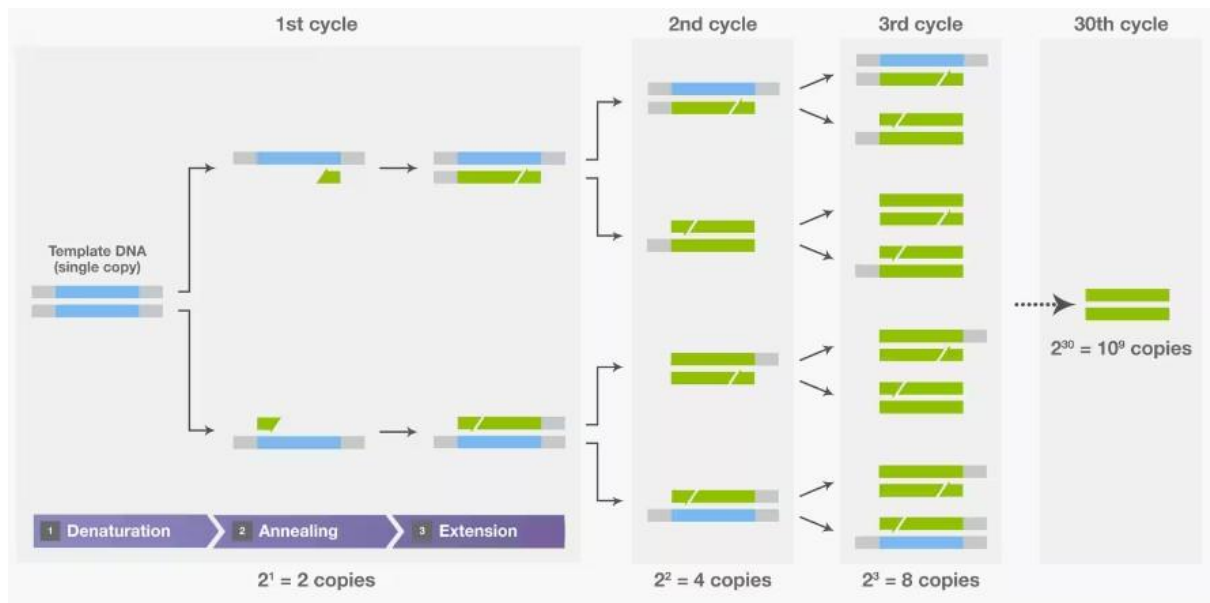 1st cycle
2nd cycle
3rd cycle
30th cycle
Template DNA
(single copy)
2³⁰ = 10⁹ copies
1 Denaturation
2 Annealing
3 Extension
2¹ = 2 copies
2² = 4 copies
2³ = 8 copies